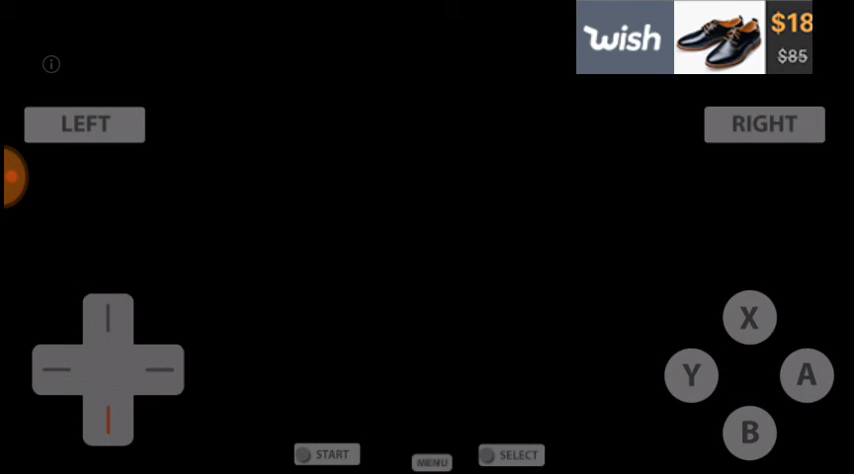 wish
$18
$85
LEFT
RIGHT
X
Y
A
B
START
MENU
SELECT